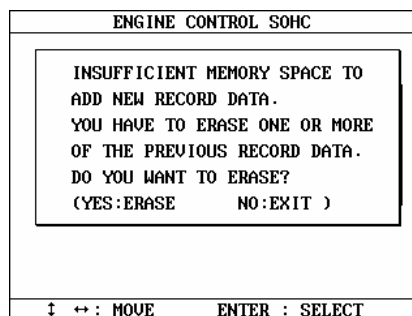 ENGINE CONTROL SOHC
INSUFFICIENT MEMORY SPACE TO
ADD NEW RECORD DATA.
YOU HAVE TO ERASE ONE OR MORE
OF THE PREVIOUS RECORD DATA.
DO YOU WANT TO ERASE?
(YES:ERASE NO:EXIT )
↕ ↔: MOVE ENTER : SELECT